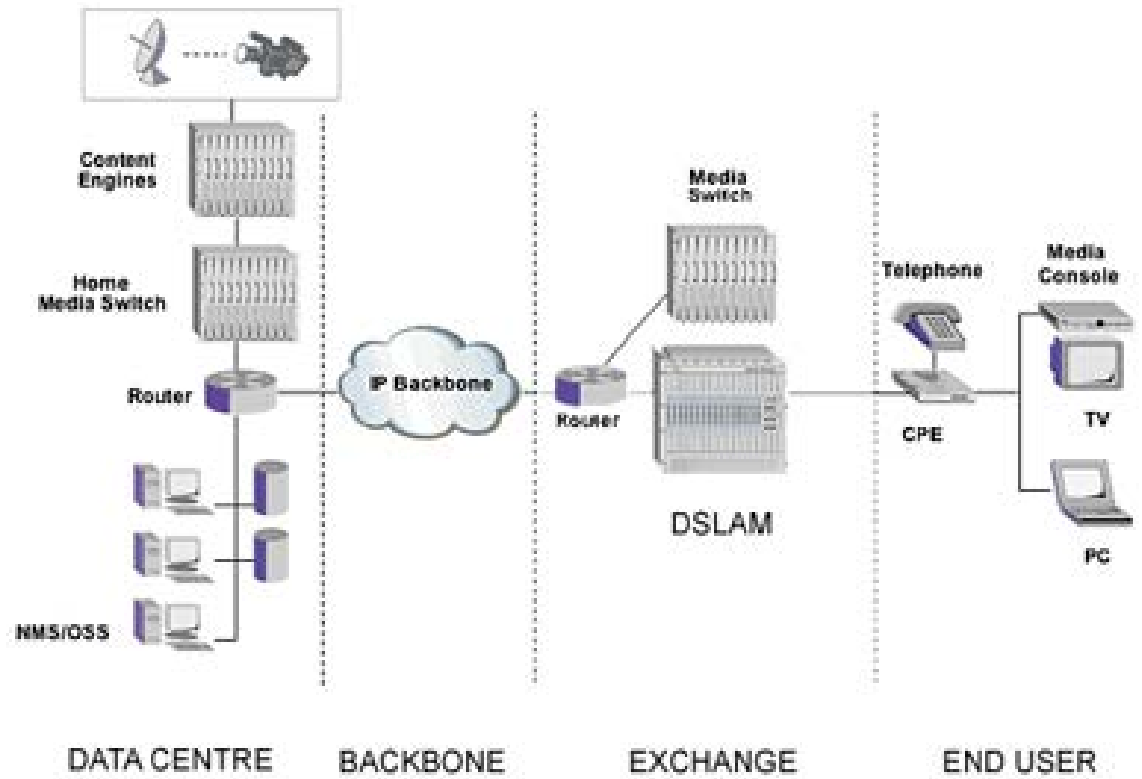 Content
Engines
Home
Media Switch
Router
NMS/OSS
IP Backbone
Media
Switch
Router
DSLAM
Telephone
CPE
Media
Console
TV
PC
DATA CENTRE
BACKBONE
EXCHANGE
END USER